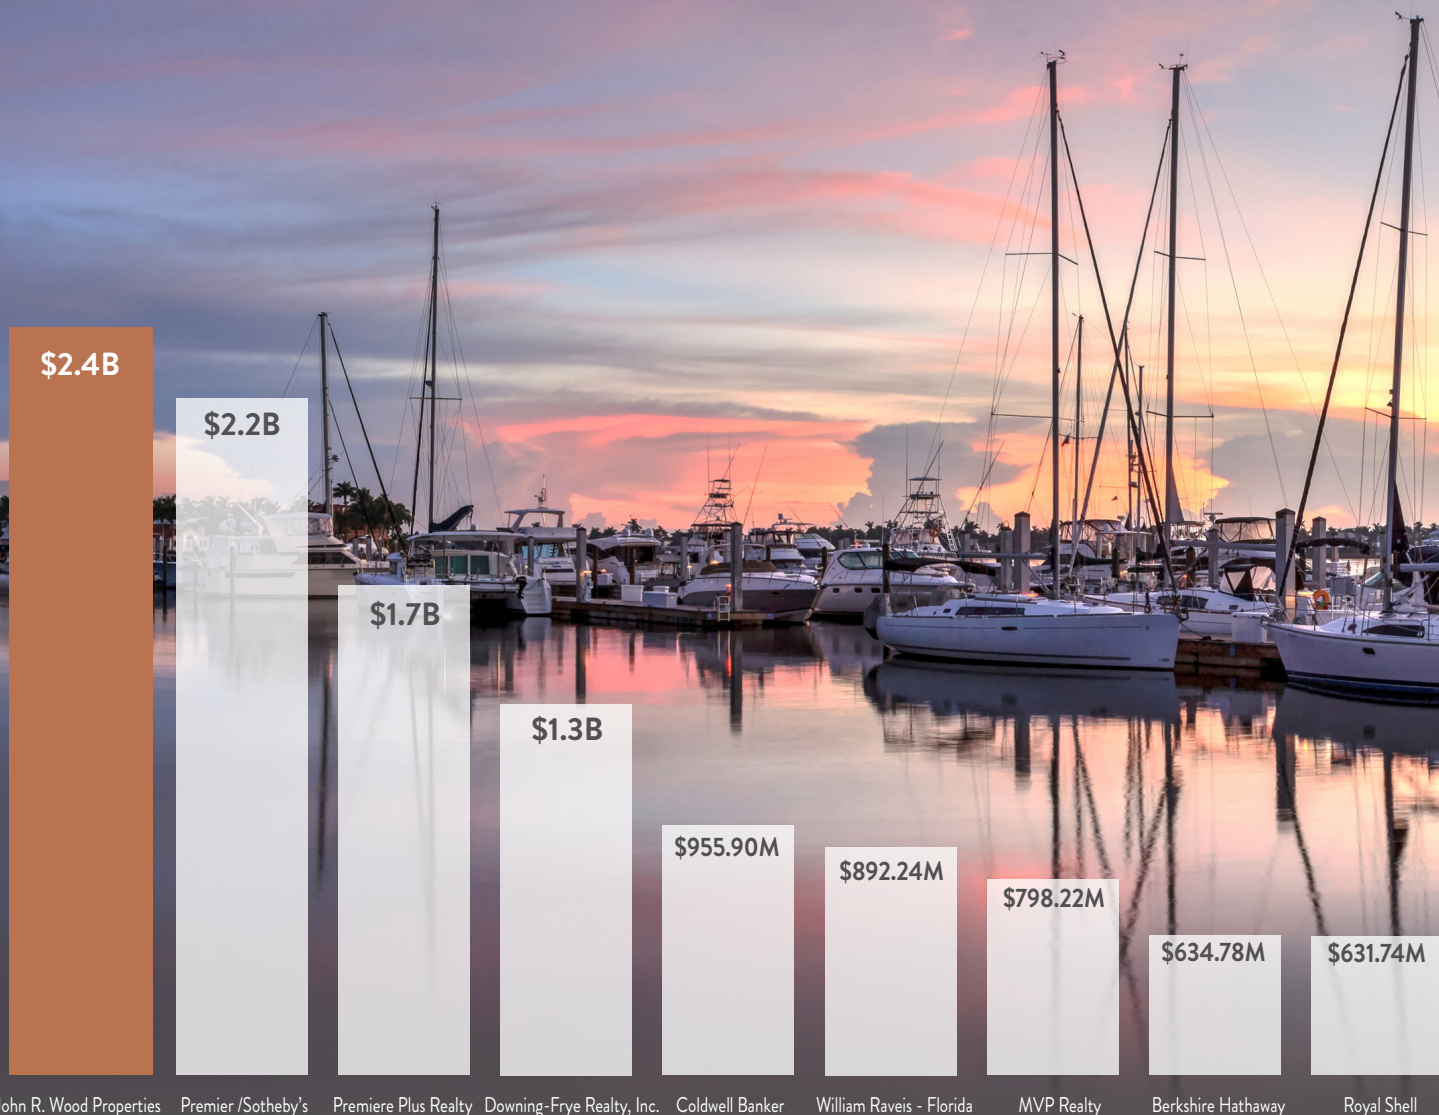 $2.4B
$2.2B
$1.7B
$1.3B
$955.90M
$892.24M
$798.22M
$634.78M
$631.74M
John R. Wood Properties
Premier /Sotheby's
Premiere Plus Realty
Downing-Frye Realty, Inc.
Coldwell Banker
William Raveis - Florida
MVP Realty
Berkshire Hathaway
Royal Shell